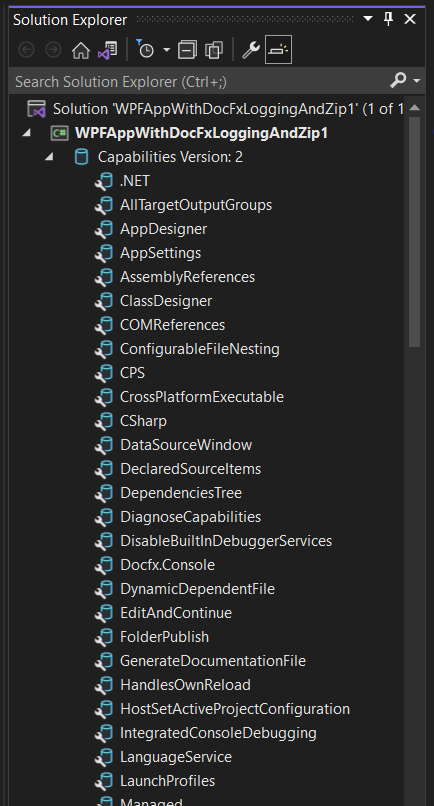 Solution Explorer
Search Solution Explorer (Ctrl+;)
Solution 'WPFAppWithDocFxLoggingAndZip1' (1 of 1
C# WPFAppWithDocFxLoggingAndZip1
Capabilities Version: 2
.NET
AllTargetOutputGroups
AppDesigner
AppSettings
AssemblyReferences
ClassDesigner
COMReferences
ConfigurableFileNesting
CPS
CrossPlatformExecutable
CSharp
DataSourceWindow
DeclaredSourceItems
DependenciesTree
DiagnoseCapabilities
DisableBuiltInDebuggerServices
Docfx.Console
DynamicDependentFile
EditAndContinue
FolderPublish
GenerateDocumentationFile
HandlesOwnReload
HostSetActiveProjectConfiguration
IntegratedConsoleDebugging
LanguageService
LaunchProfiles
Managed